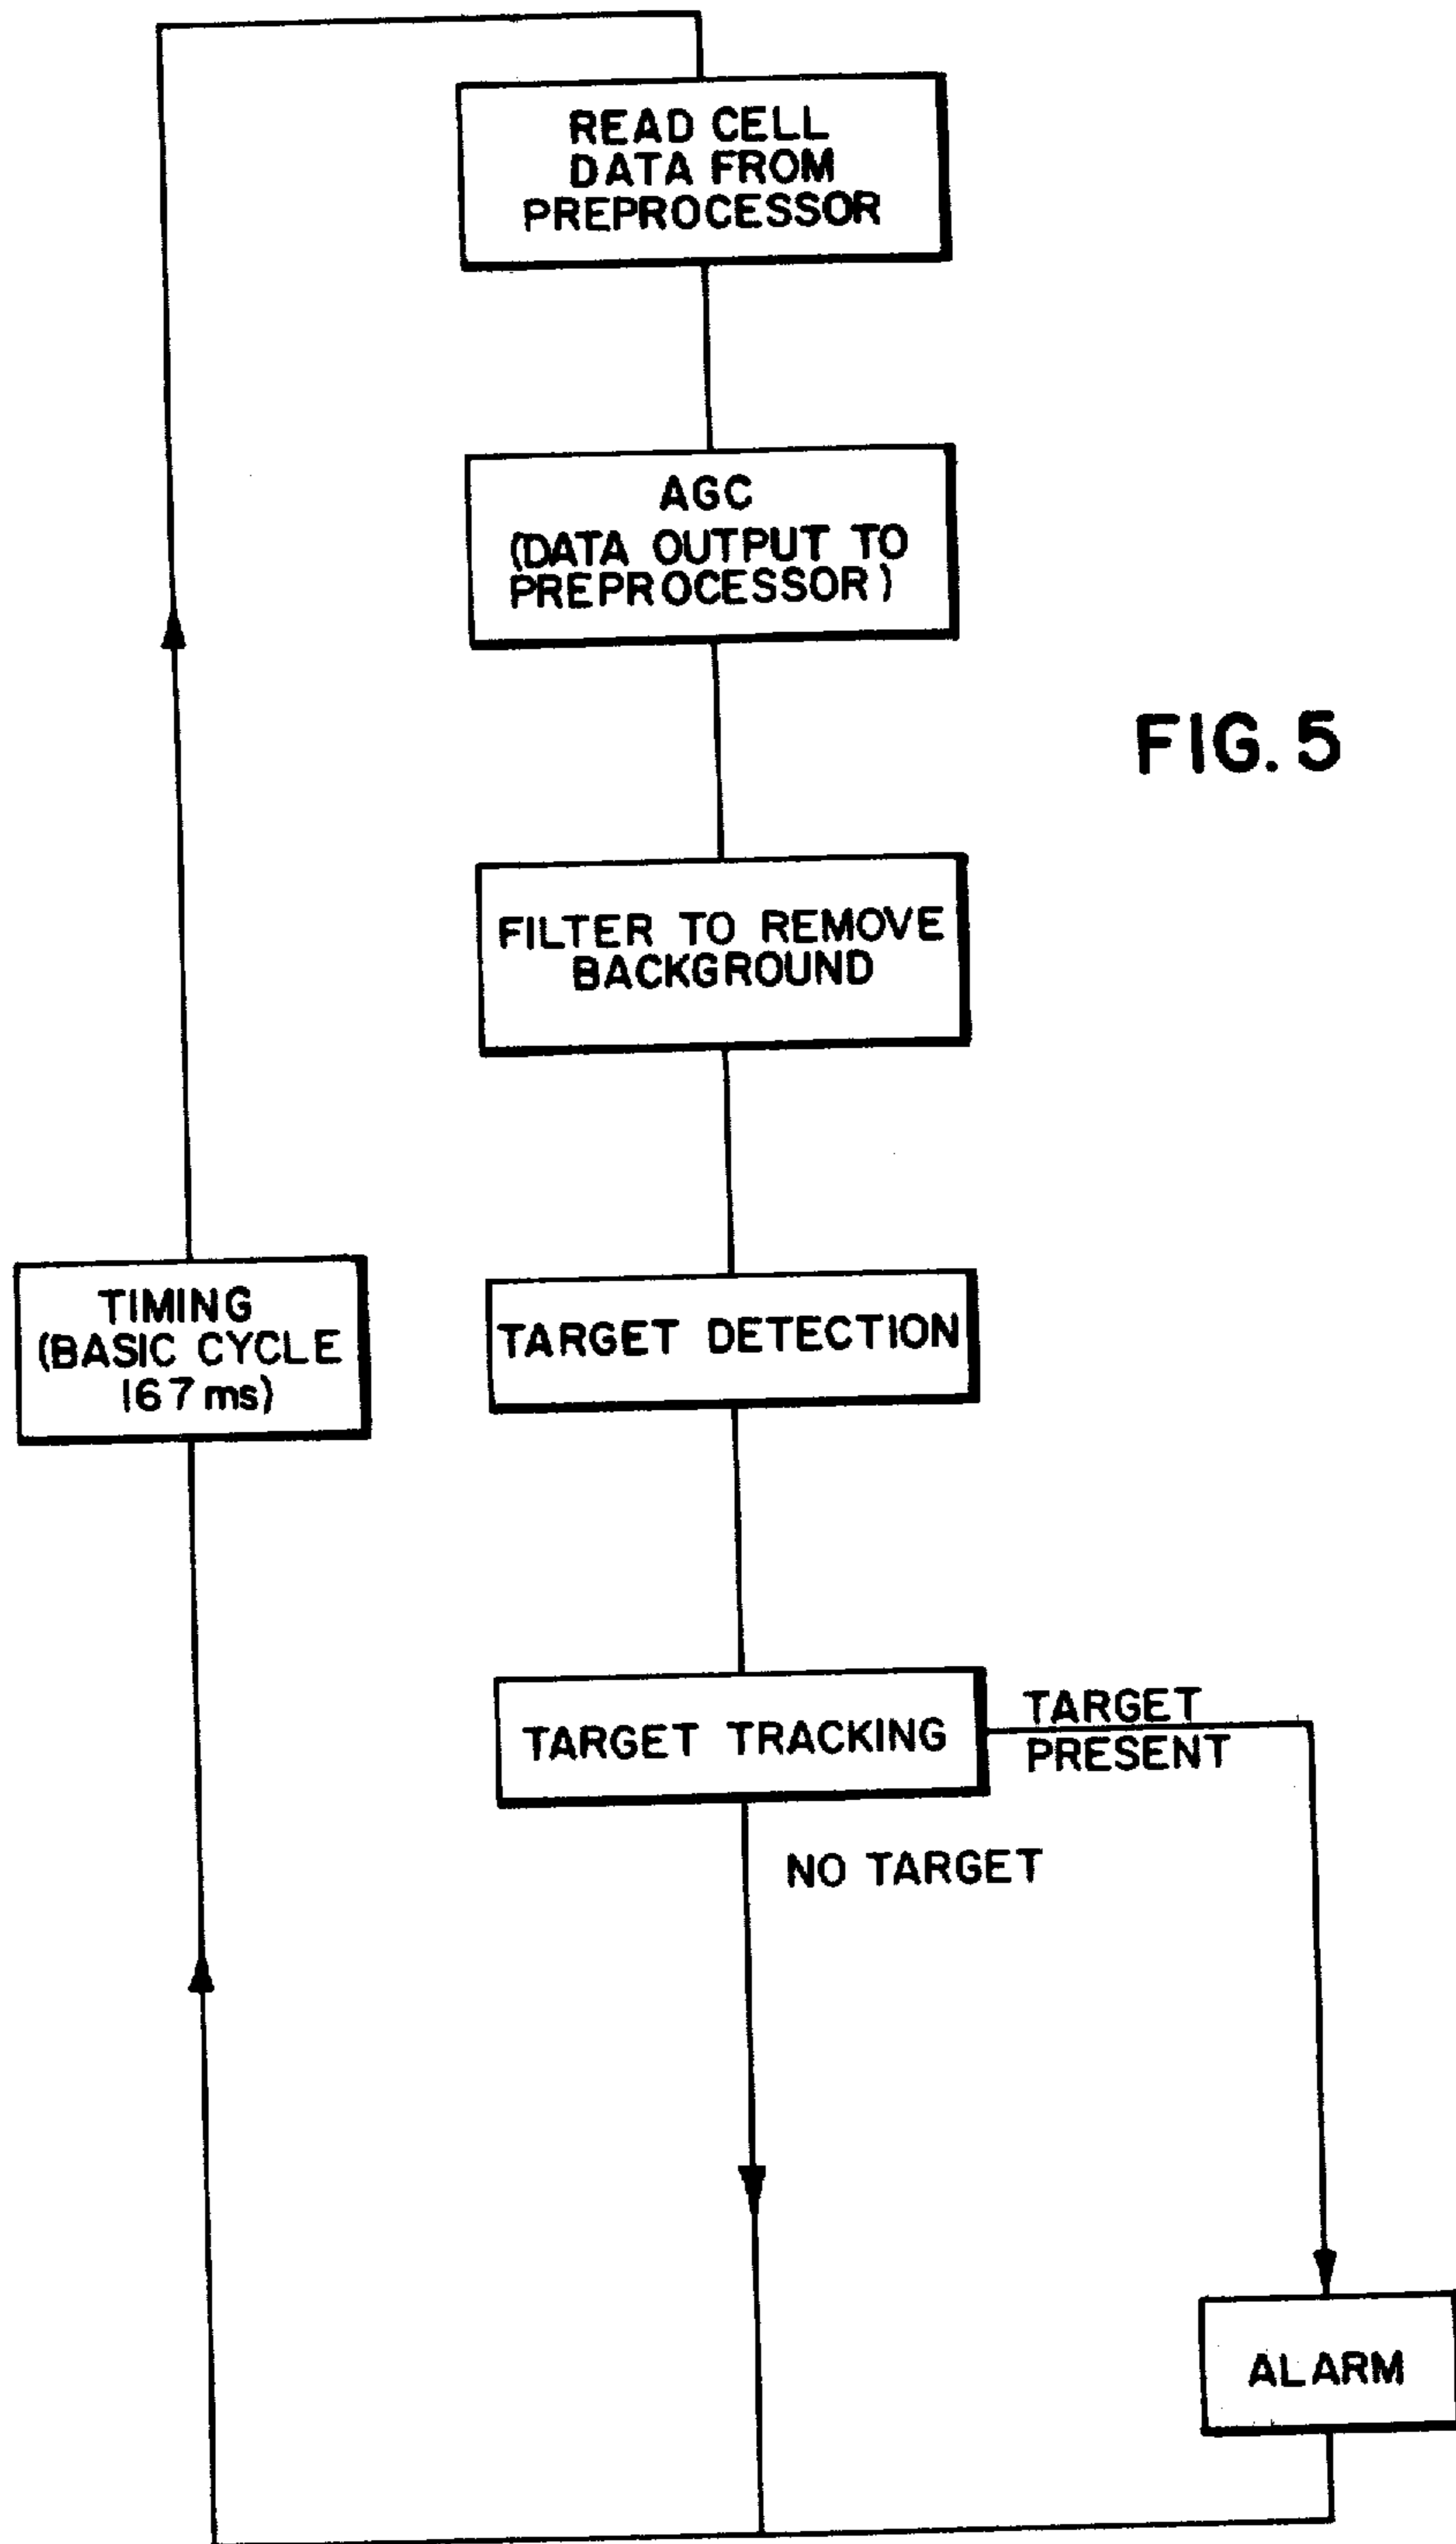 READ CELL
DATA FROM
PREPROCESSOR
AGC
(DATA OUTPUT TO
PREPROCESSOR)
FIG. 5
FILTER TO REMOVE
BACKGROUND
TIMING
(BASIC CYCLE
167 ms)
TARGET DETECTION
TARGET TRACKING
TARGET
PRESENT
NO TARGET
ALARM